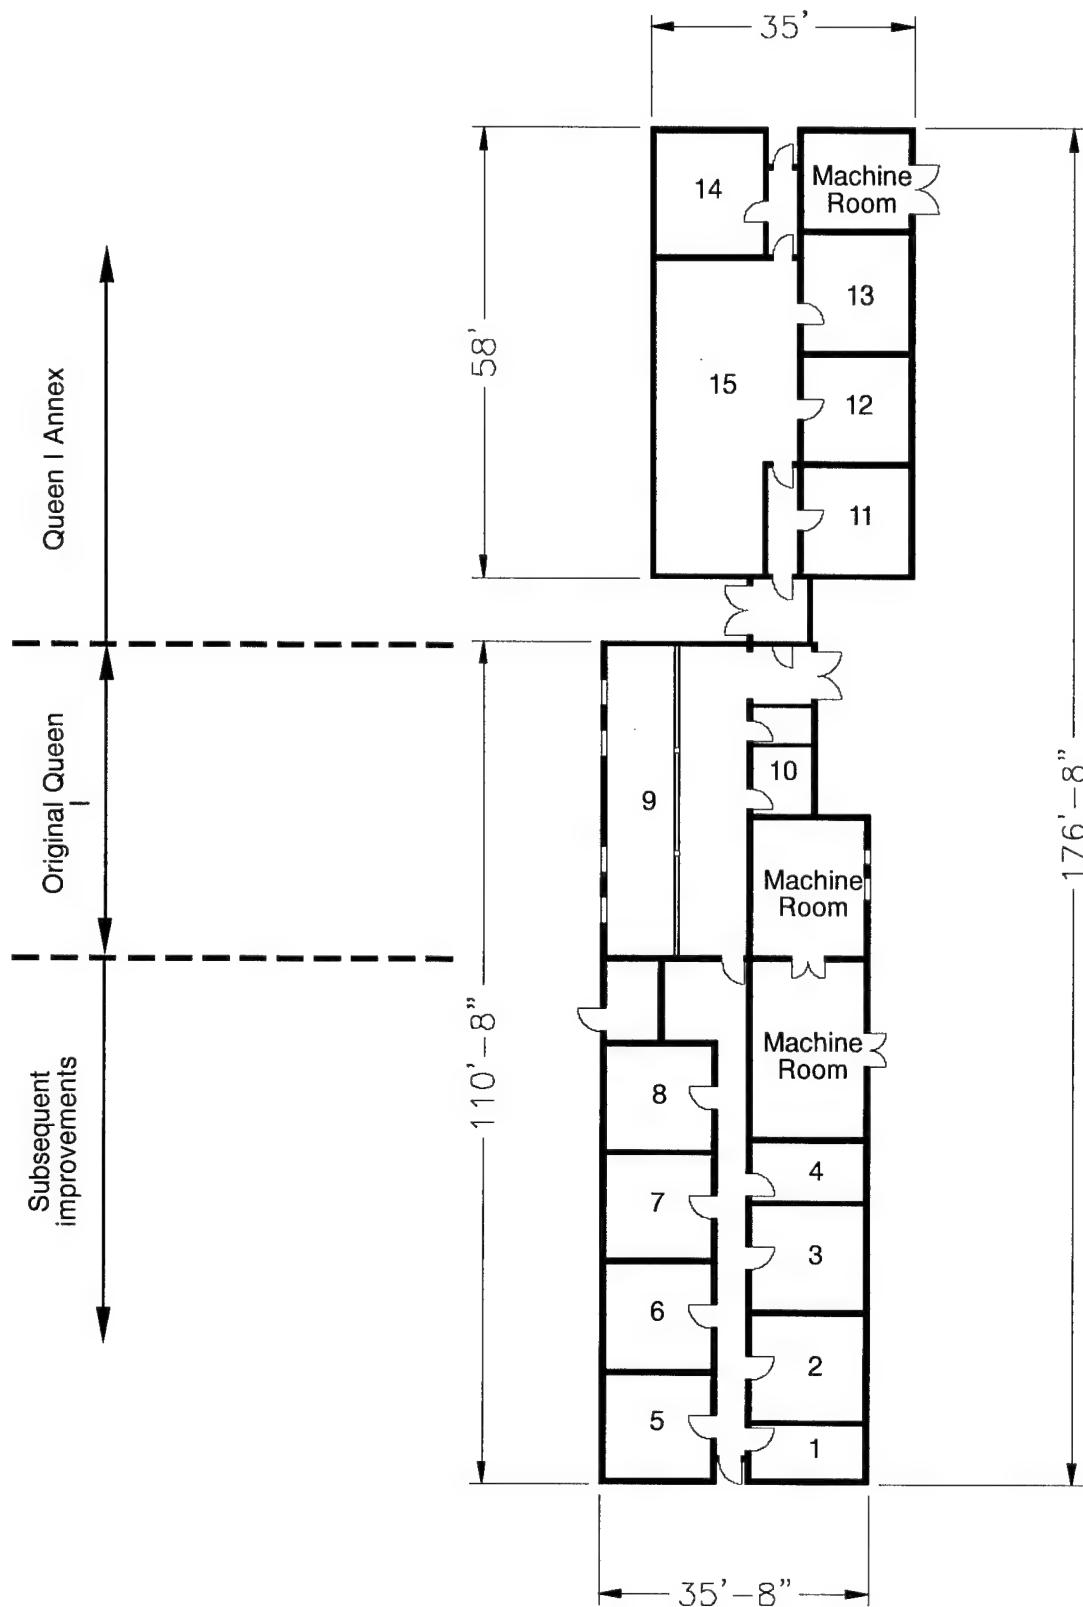 35'
14
Machine
Room
13
58'
15
12
Queen I Annex
11
Original Queen
I
10
9
176'-8"
Machine
Room
110'-8"
Machine
Room
Subsequent
improvements
8
4
7
3
6
2
5
1
35'-8"